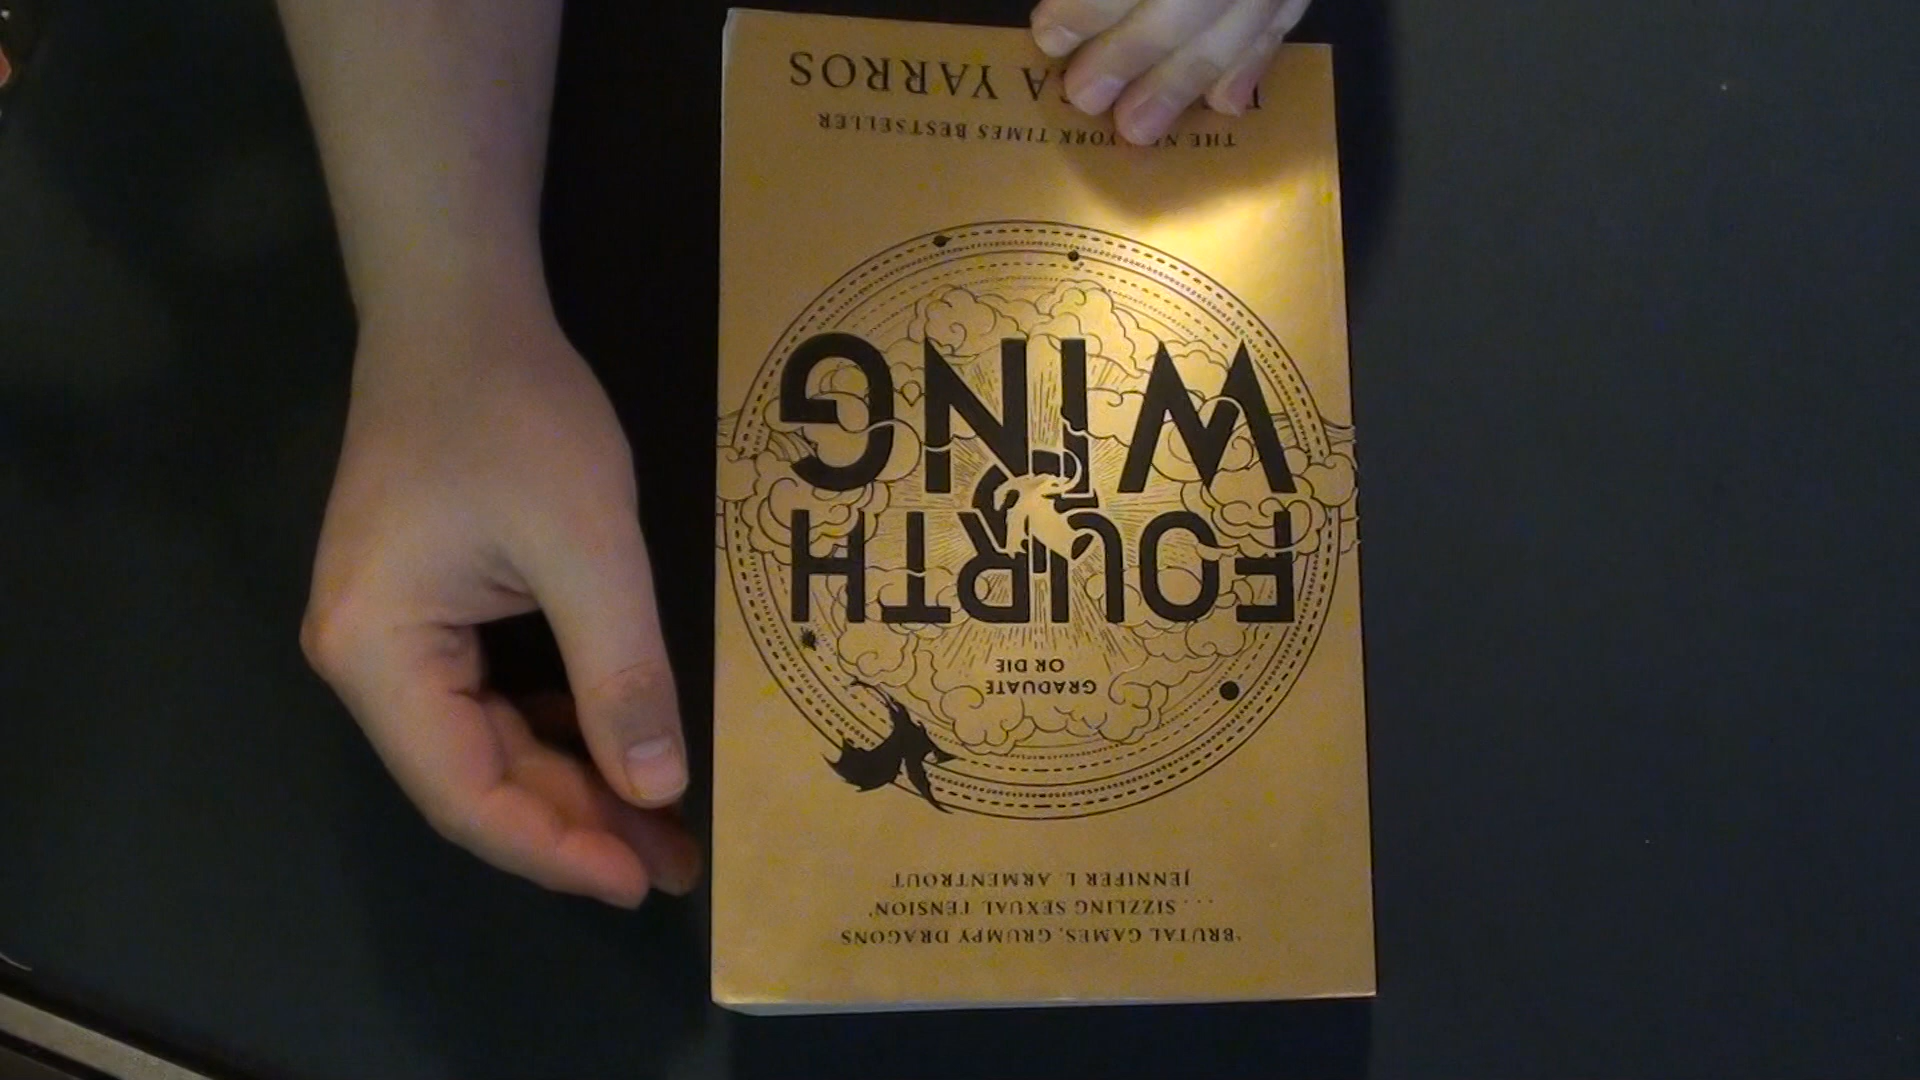 'BRUTAL GAMES, GRUMPY DRAGONS
. . . . SIZZLING SEXUAL TENSION'
JENNIFER L. ARMENTROUT
GRADUATE
OR DIE
FOURTH
WING
THE YORK TIMES BESTSELLER
YARROS